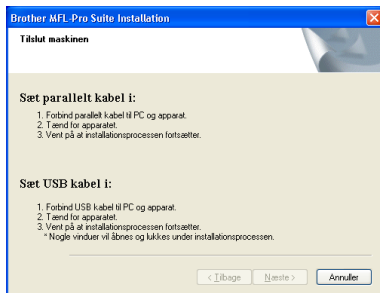 Brother MFL-Pro Suite Installation
Tilslut maskinen
Sæt parallelt kabel i:
1. Forbind parallelt kabel til PC og apparat.
2. Tænd for apparatet.
3. Vent på at installationsprocessen fortsætter.
Sæt USB kabel i:
1. Forbind USB kabel til PC og apparat.
2. Tænd for apparatet.
3. Vent på at installationsprocessen fortsætter.
* Nogle vinduer vil åbnes og lukkes under installationsprocessen.
< Tilbage Næste > Annuller